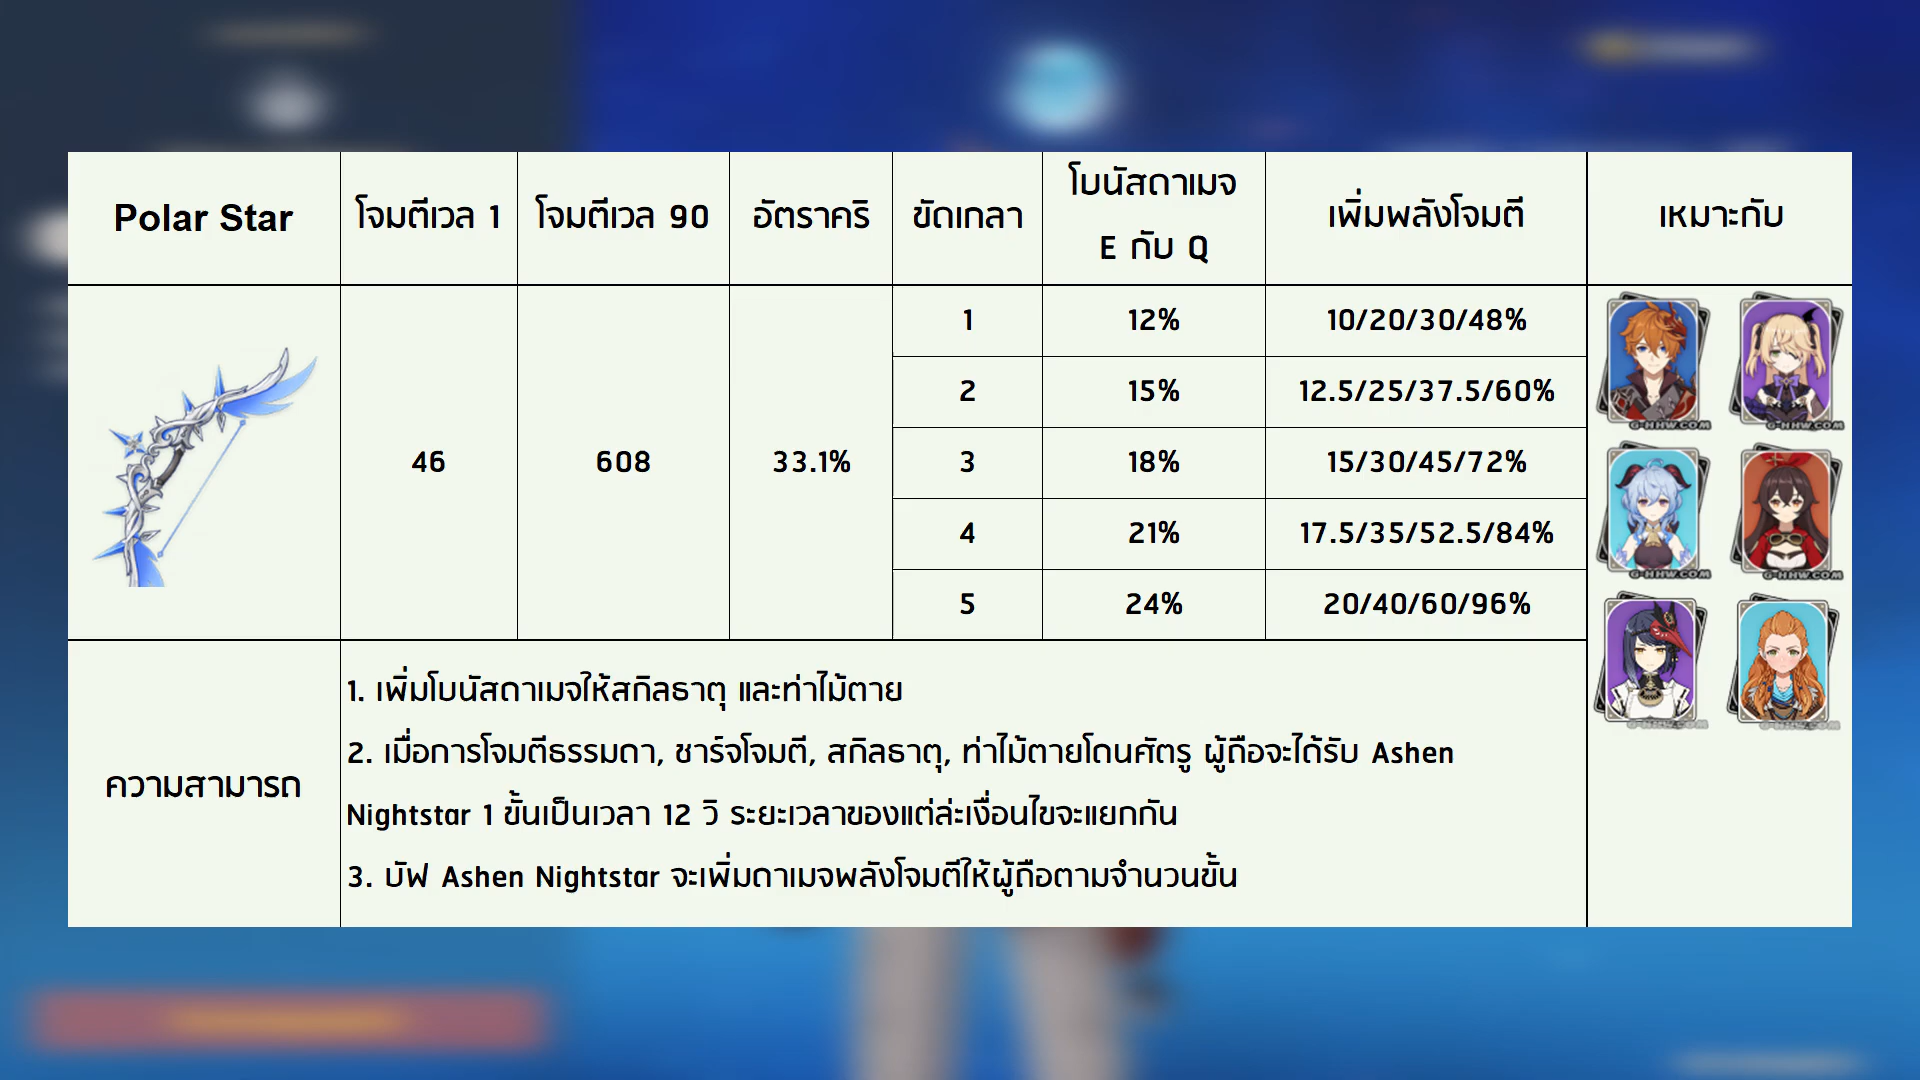 Polar Star
โจมตีเวล 1
โจมตีเวล 90
อัตราคริ
ขัดเกลา
โบนัสดาเมจ
E กับ Q
เพิ่มพลังโจมตี
เหมาะกับ
46
608
33.1%
1
12%
10/20/30/48%
2
15%
12.5/25/37.5/60%
3
18%
15/30/45/72%
4
21%
17.5/35/52.5/84%
5
24%
20/40/60/96%
G-HHW.COM
G-HHW.COM
G-HHW.COM
G-HHW.COM
G-HHW.COM
G-HHW.COM
ความสามารถ
1. เพิ่มโบนัสดาเมจให้สกิลธาตุ และท่าไม้ตาย
2. เมื่อการโจมตีธรรมดา, ชาร์จโจมตี, สกิลธาตุ, ท่าไม้ตายโดนศัตรู ผู้ถือจะได้รับ Ashen
Nightstar 1 ขั้นเป็นเวลา 12 วิ ระยะเวลาของแต่ล่ะเงื่อนไขจะแยกกัน
3. บัฟ Ashen Nightstar จะเพิ่มดาเมจพลังโจมตีให้ผู้ถือตามจำนวนขั้น